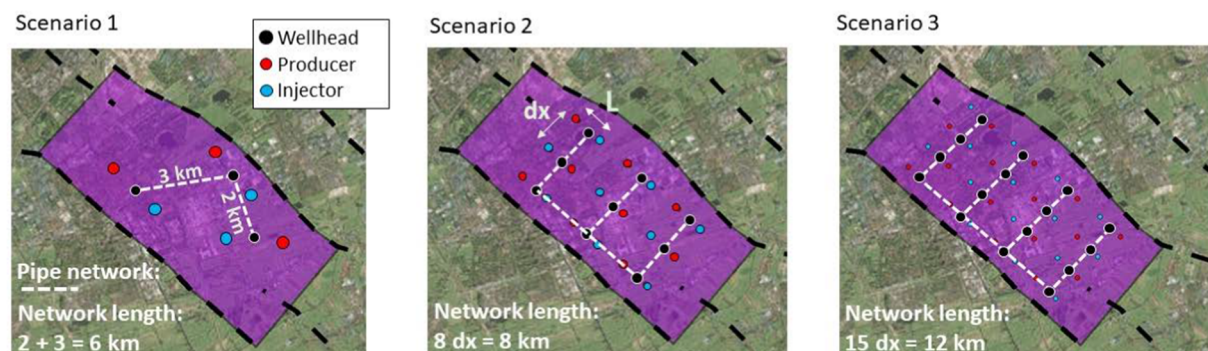 Scenario 1
Wellhead
Producer
Injector
3 km
2 km
Pipe network:
Network length:
2 + 3 = 6 km
Scenario 2
dx
L
Network length:
8 dx = 8 km
Scenario 3
Network length:
15 dx = 12 km